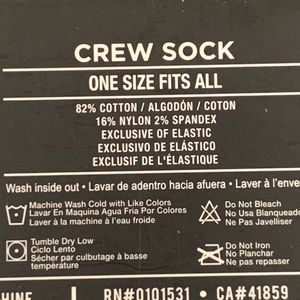 CREW SOCK
ONE SIZE FITS ALL
82% COTTON / ALGODÓN / COTON
16% NYLON 2% SPANDEX
EXCLUSIVE OF ELASTIC
EXCLUSIVO DE ELÁSTICO
EXCLUSIF DE L'ÉLASTIQUE
Wash inside out • Lavar de adentro hacia afuera • Laver à l'enve
Machine Wash Cold with Like Colors
Lavar En Maquina Agua Fria Por Colores
Laver à la machine à l'eau froide
Do Not Bleach
No Usa Blanqueado
Ne Pas Javelliser
Tumble Dry Low
Ciclo Lento
Sécher par culbutage à basse
température
Do Not Iron
No Planchar
Ne pas repasser
HINE
RN#0101531 • CA#41859